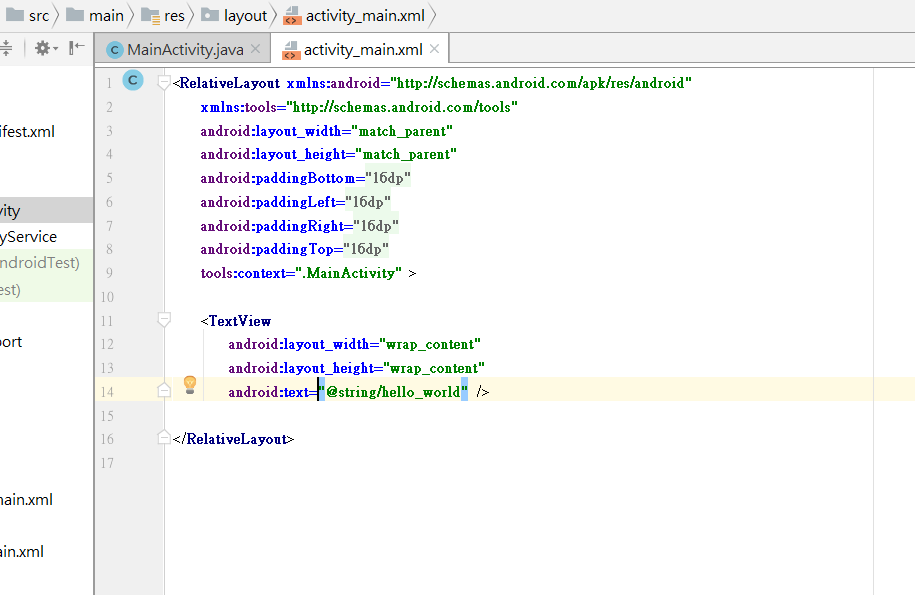 src main res layout activity_main.xml
MainActivity.java activity_main.xml
ifest.xml
ity
yService
ndroidTest)
est)
ort
nain.xml
ain.xml
1 C <RelativeLayout xmlns:android="http://schemas.android.com/apk/res/android"
2 xmlns:tools="http://schemas.android.com/tools"
3 android:layout_width="match_parent"
4 android:layout_height="match_parent"
5 android:paddingBottom="16dp"
6 android:paddingLeft="16dp"
7 android:paddingRight="16dp"
8 android:paddingTop="16dp"
9 tools:context=".MainActivity" >
10
11 <TextView
12 android:layout_width="wrap_content"
13 android:layout_height="wrap_content"
14 android:text="@string/hello_world" />
15
16 </RelativeLayout>
17